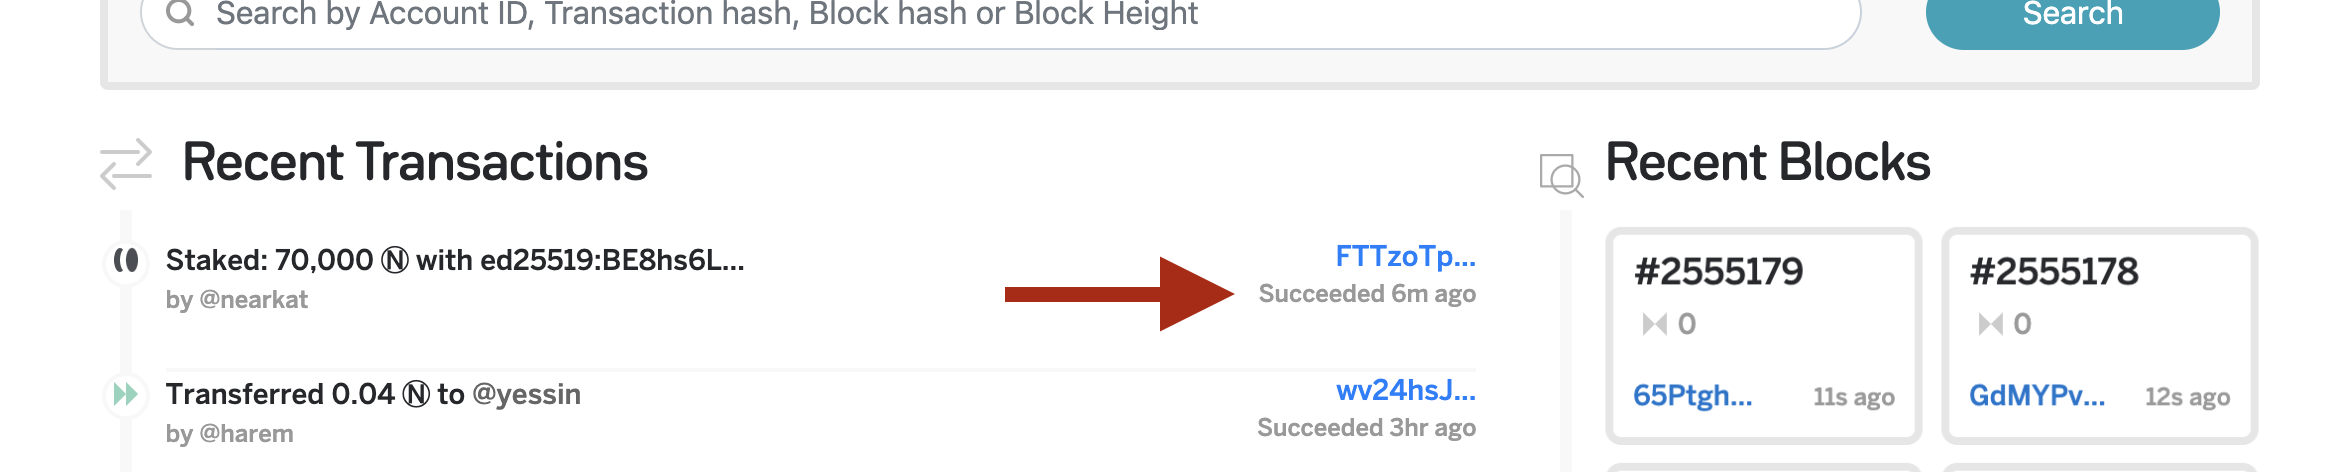 Search by Account ID, Transaction hash, Block hash or Block Height
Search
Recent Transactions
Staked: 70,000 Ⓝ with ed25519:BE8hs6L...
by @nearkat
FTTzoTp...
Succeeded 6m ago
Transferred 0.04 Ⓝ to @yessin
by @harem
wv24hsJ...
Succeeded 3hr ago
Recent Blocks
#2555179
0
65Ptgh...
11s ago
#2555178
0
GdMYPv...
12s ago